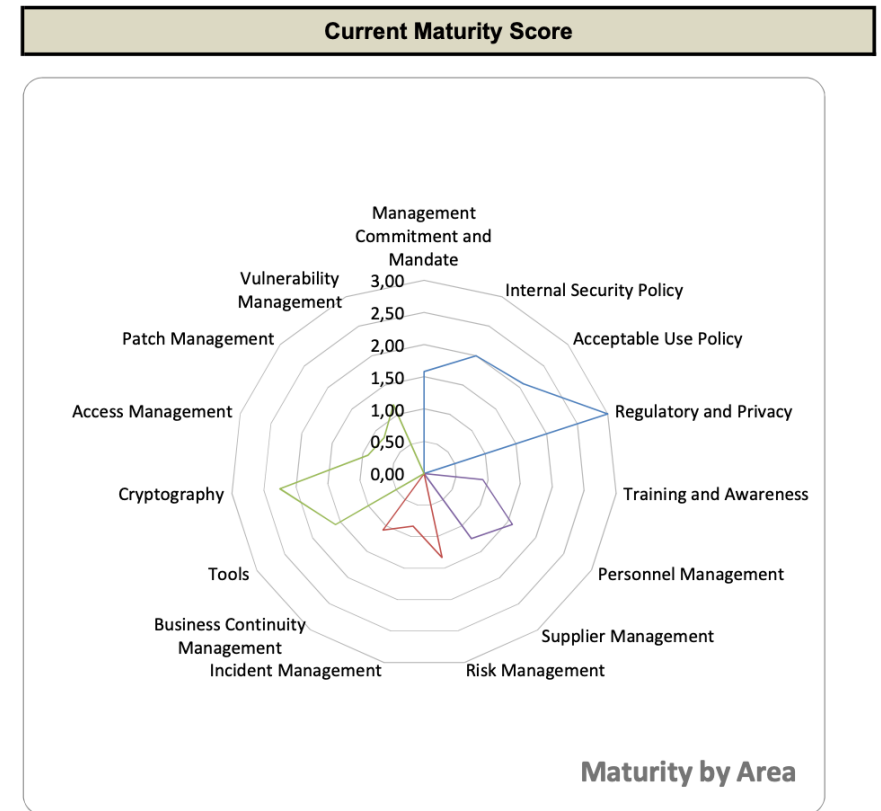 Current Maturity Score
Management
Commitment and
Mandate
Vulnerability
Management
3,00
Internal Security Policy
2,50
Patch Management
2,00
Acceptable Use Policy
1,50
Access Management
1,00
Regulatory and Privacy
0,50
0,00
Cryptography
Training and Awareness
Tools
Personnel Management
Business Continuity
Management
Supplier Management
Incident Management
Risk Management
Maturity by Area